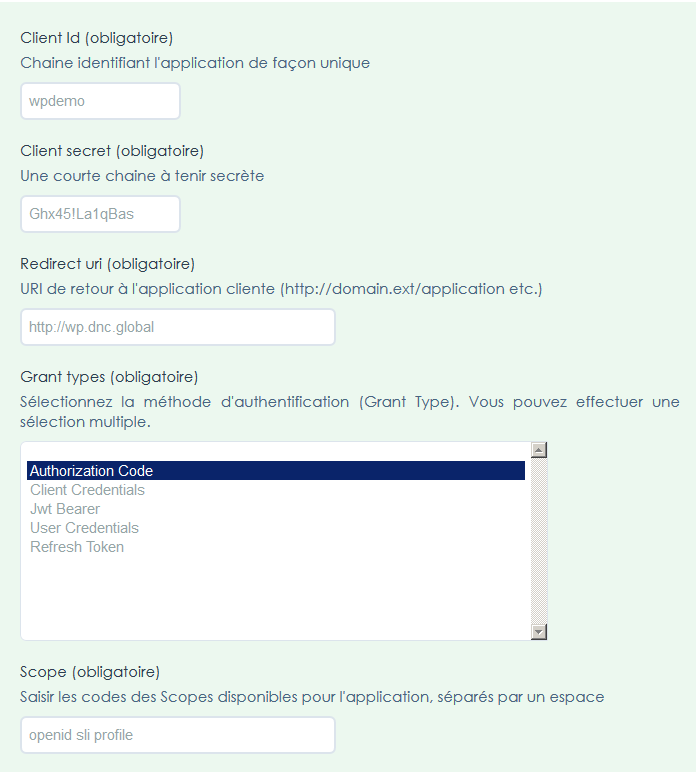 Client Id (obligatoire)
Chaine identifiant l'application de façon unique
wpdemo
Client secret (obligatoire)
Une courte chaine à tenir secrète
Ghx45!La1qBas
Redirect uri (obligatoire)
URI de retour à l'application cliente (http://domain.ext/application etc.)
http://wp.dnc.global
Grant types (obligatoire)
Sélectionnez la méthode d'authentification (Grant Type). Vous pouvez effectuer une
sélection multiple.
Authorization Code
Client Credentials
Jwt Bearer
User Credentials
Refresh Token
Scope (obligatoire)
Saisir les codes des Scopes disponibles pour l'application, séparés par un espace
openid sli profile